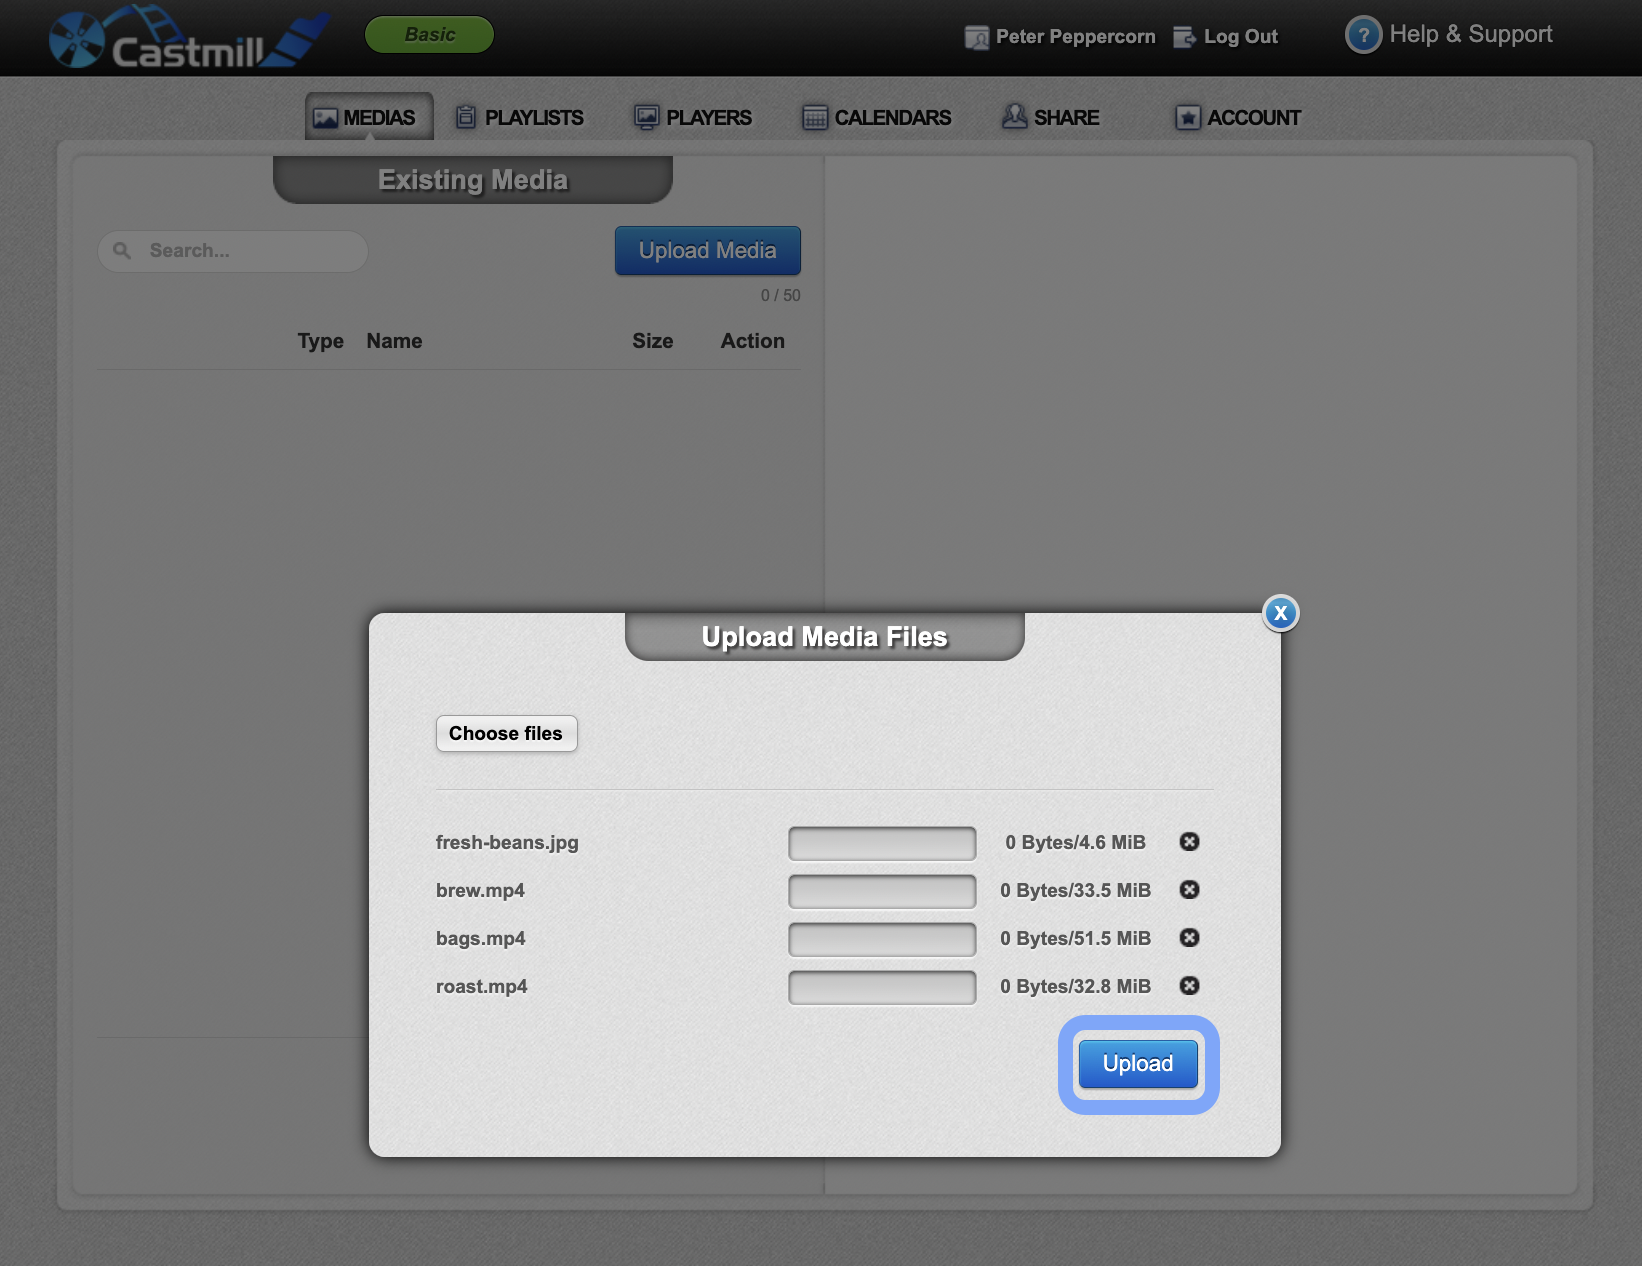 Castmill
Basic
Peter Peppercorn
Log Out
? Help & Support
MEDIAS
PLAYLISTS
PLAYERS
CALENDARS
SHARE
ACCOUNT
Existing Media
Search...
Upload Media
0 / 50
Type Name Size Action
X
Upload Media Files
Choose files
fresh-beans.jpg 0 Bytes/4.6 MiB
brew.mp4 0 Bytes/33.5 MiB
bags.mp4 0 Bytes/51.5 MiB
roast.mp4 0 Bytes/32.8 MiB
Upload